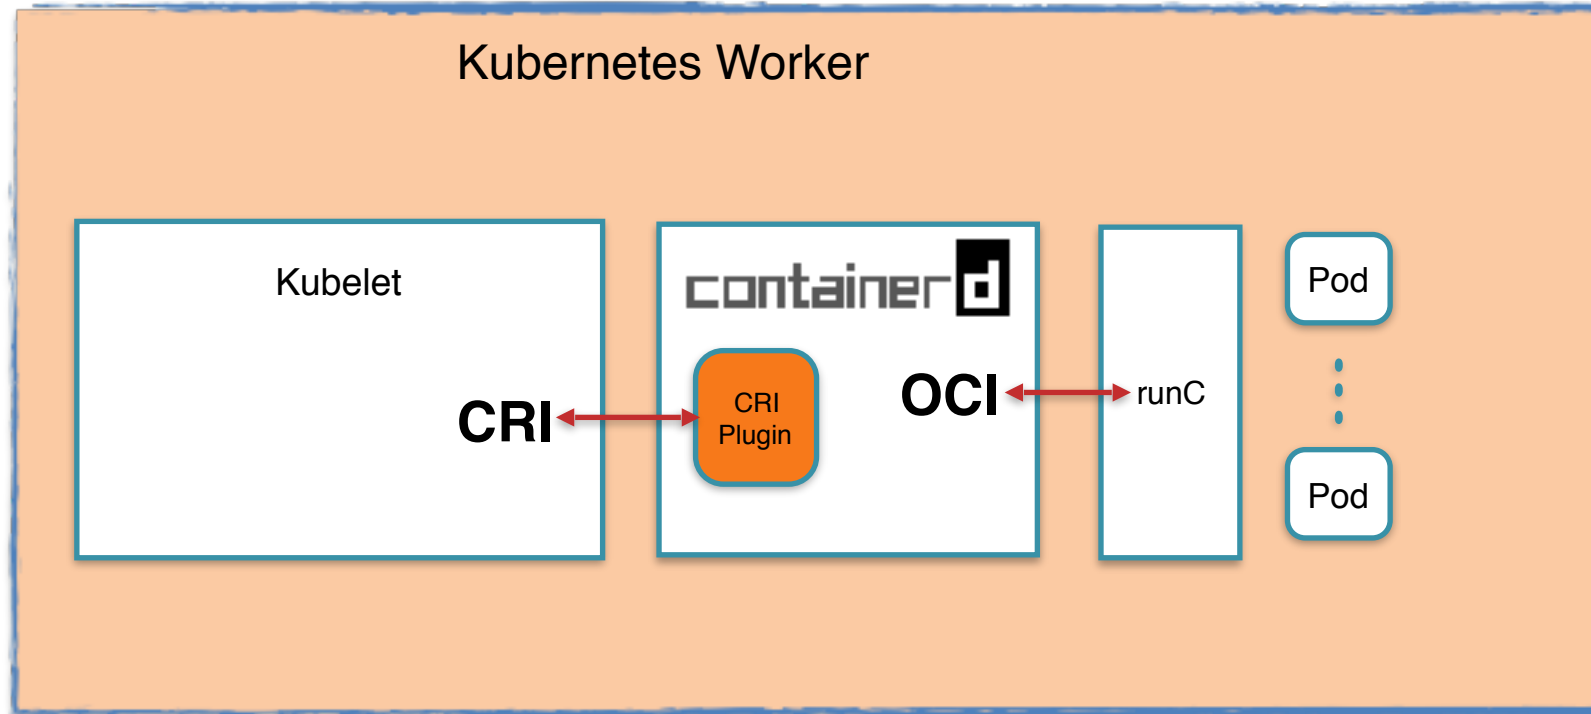 Kubernetes Worker
Kubelet
CRI
containerd
CRI
Plugin
OCI
runC
Pod
Pod